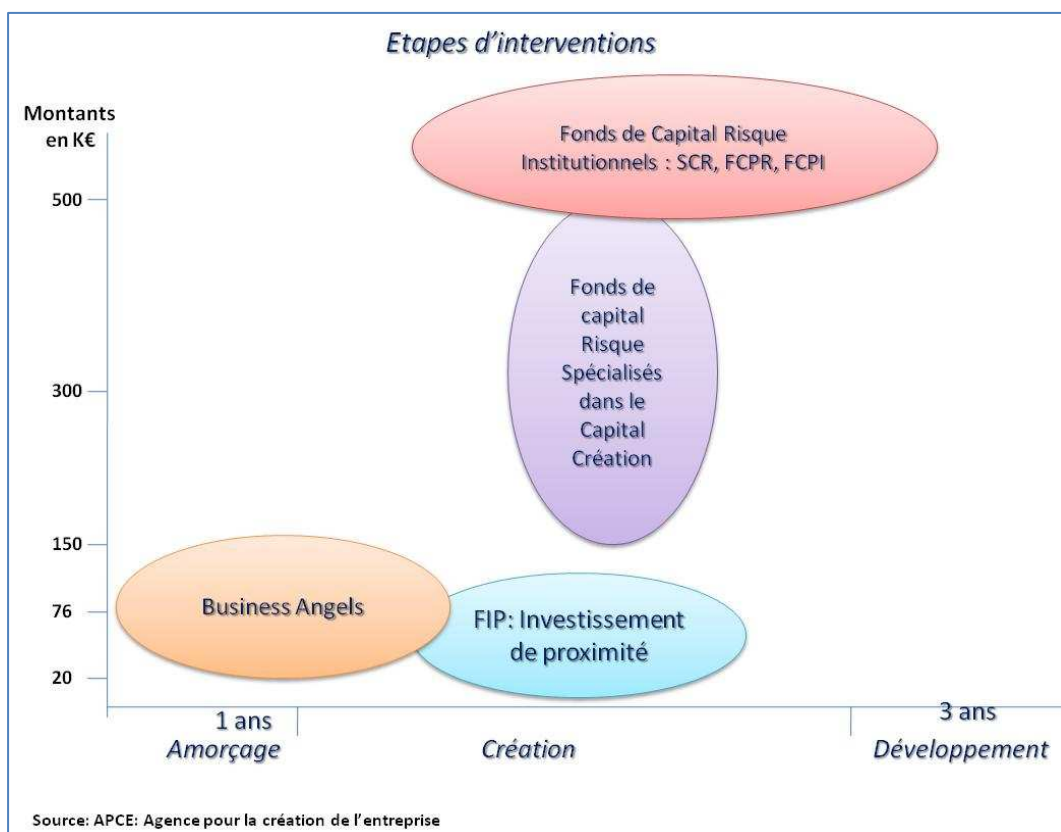 Etapes d'interventions
Montants
en K€
Fonds de Capital Risque
Institutionnels : SCR, FCPR, FCPI
500
Fonds de
capital
Risque
Spécialisés
dans le
Capital
Création
300
150
Business Angels
76
FIP: Investissement
de proximité
20
1 ans
3 ans
Amorçage
Création
Développement
Source: APCE: Agence pour la création de l'entreprise